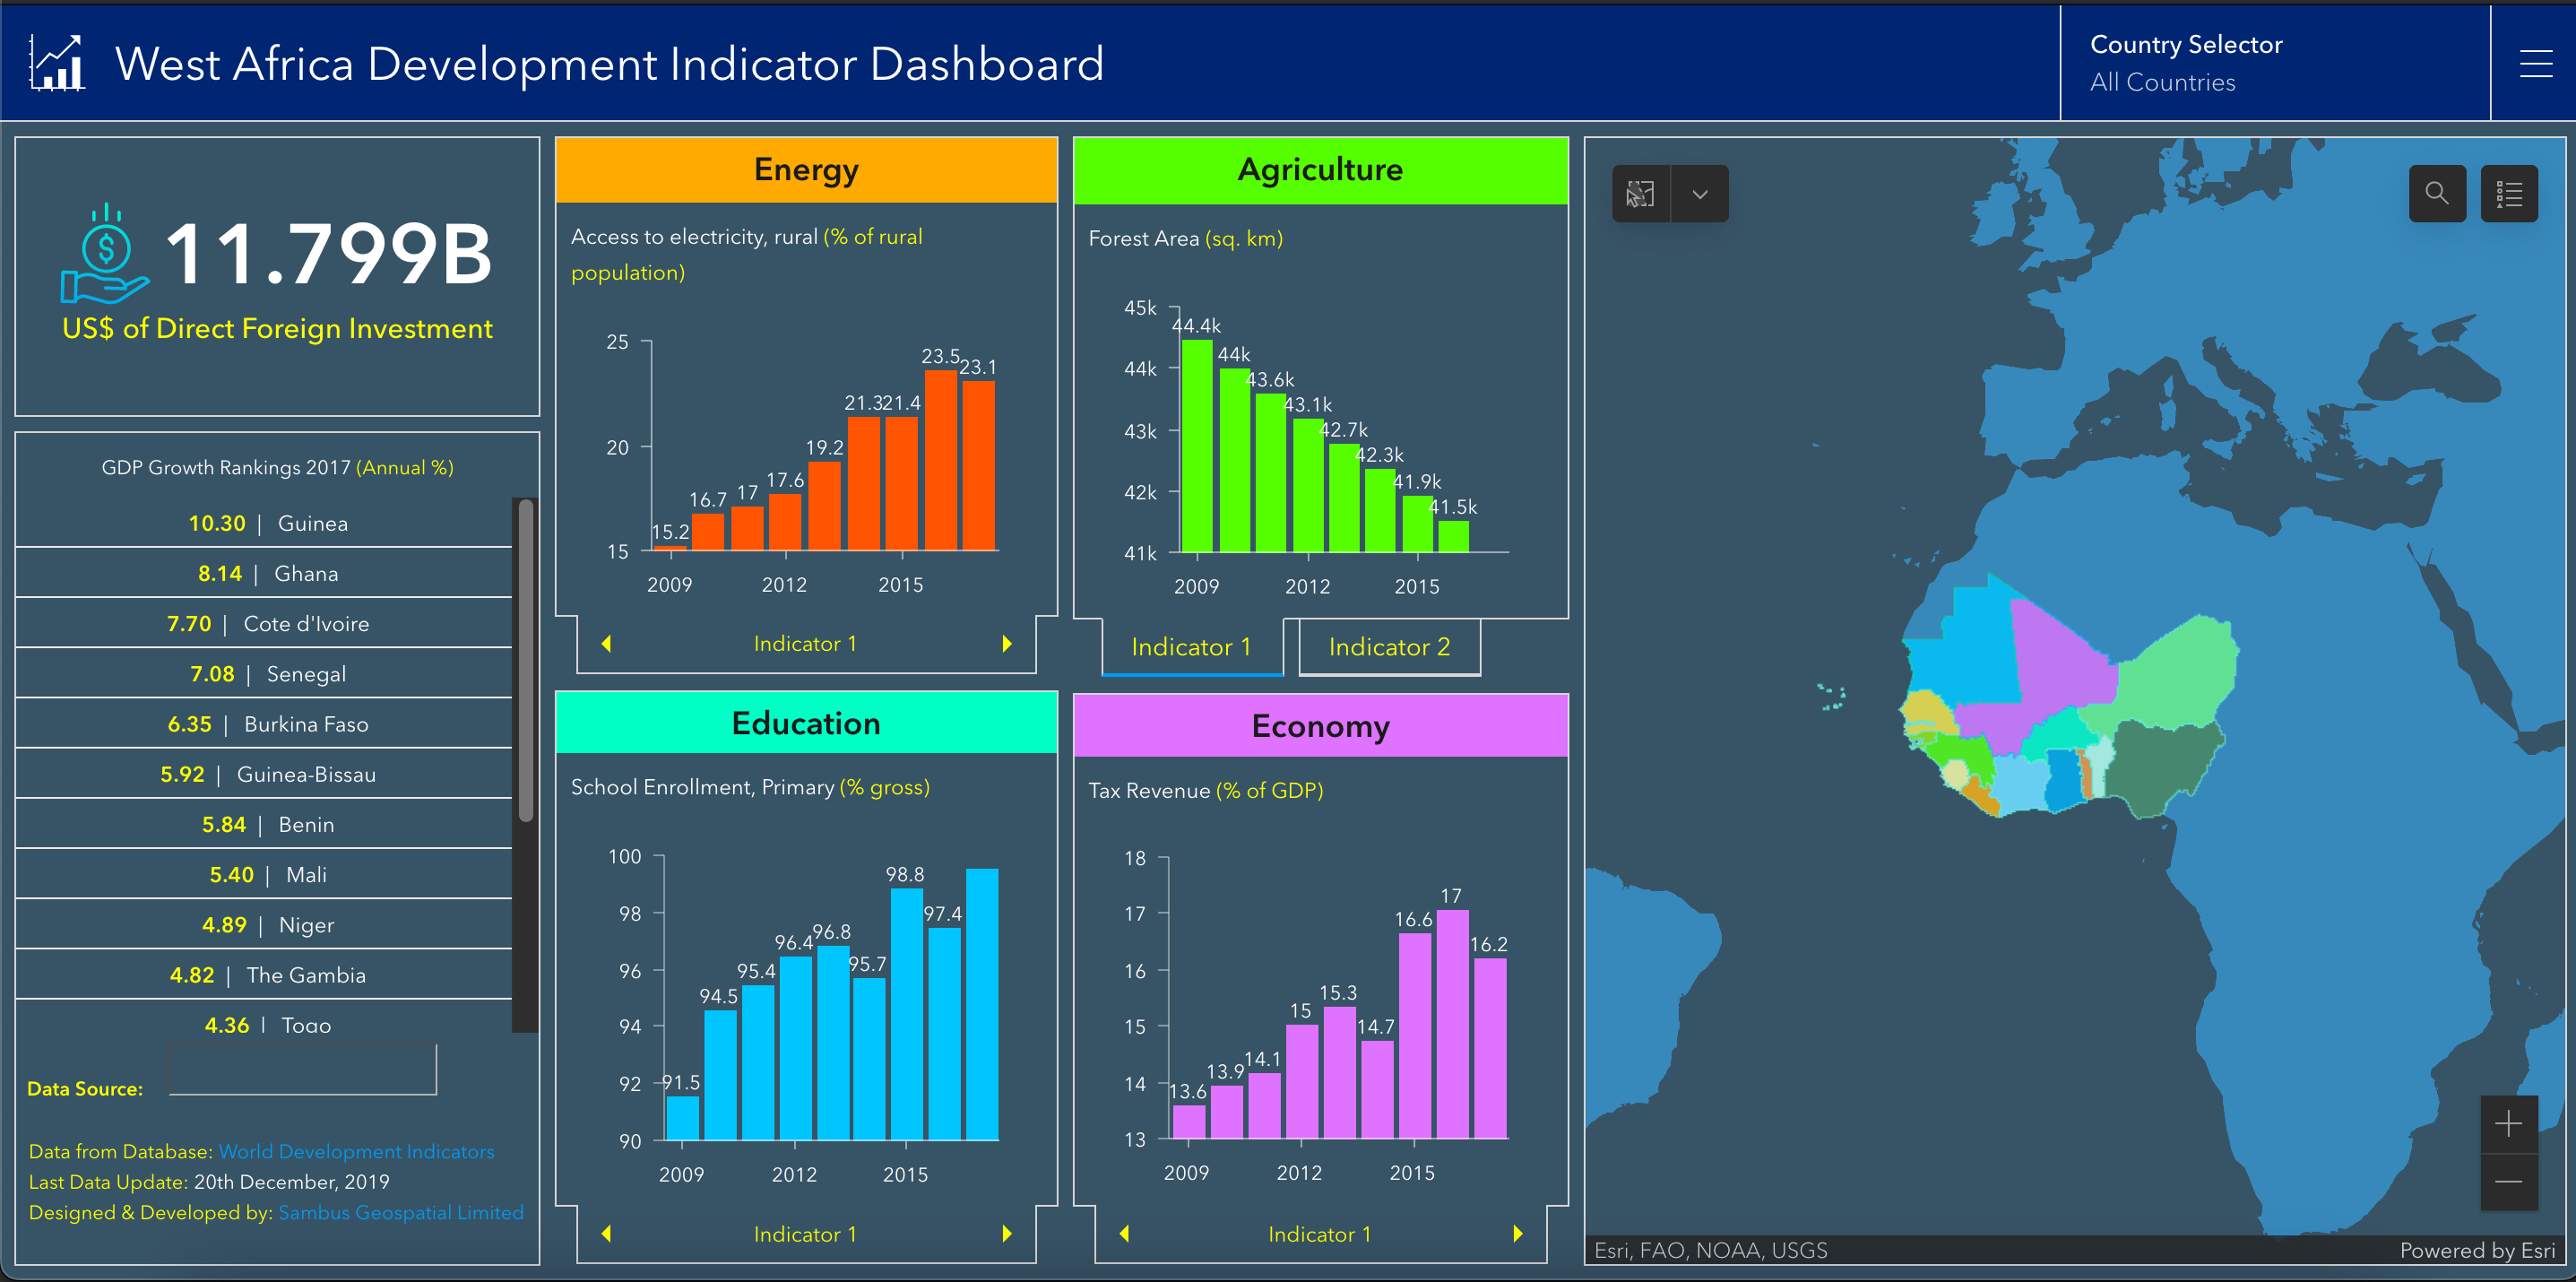 West Africa Development Indicator Dashboard
Country Selector
All Countries
11.799B
US$ of Direct Foreign Investment
GDP Growth Rankings 2017 (Annual %)
10.30 | Guinea
8.14 | Ghana
7.70 | Cote d'Ivoire
7.08 | Senegal
6.35 | Burkina Faso
5.92 | Guinea-Bissau
5.84 | Benin
5.40 | Mali
4.89 | Niger
4.82 | The Gambia
4.36 | Togo
Data Source:
Data from Database: World Development Indicators
Last Data Update: 20th December, 2019
Designed & Developed by: Sambus Geospatial Limited
Energy
Access to electricity, rural (% of rural
population)
25
20
15
15.2
16.7
17
17.6
19.2
21.3
21.4
23.5
23.1
2009
2012
2015
Indicator 1
Agriculture
Forest Area (sq. km)
45k
44k
43k
42k
41k
44.4k
44k
43.6k
43.1k
42.7k
42.3k
41.9k
41.5k
2009
2012
2015
Indicator 1
Indicator 2
Education
School Enrollment, Primary (% gross)
100
98
96
94
92
90
91.5
94.5
95.4
96.4
96.8
95.7
98.8
97.4
2009
2012
2015
Indicator 1
Economy
Tax Revenue (% of GDP)
18
17
16
15
14
13
13.6
13.9
14.1
15
15.3
14.7
16.6
17
16.2
2009
2012
2015
Indicator 1
Esri, FAO, NOAA, USGS
Powered by Esri